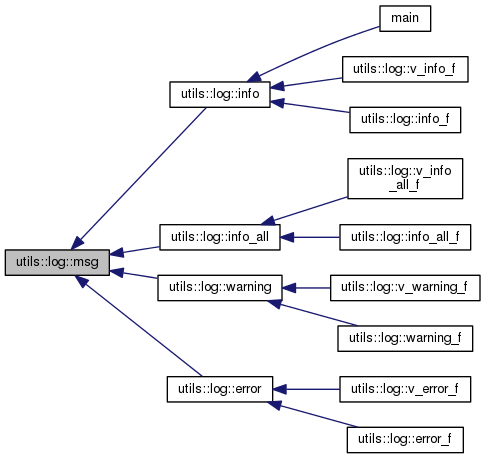 main
utils::log::v_info_f
utils::log::info
utils::log::info_f
utils::log::v_info
_all_f
utils::log::info_all
utils::log::info_all_f
utils::log::msg
utils::log::warning
utils::log::v_warning_f
utils::log::warning_f
utils::log::error
utils::log::v_error_f
utils::log::error_f